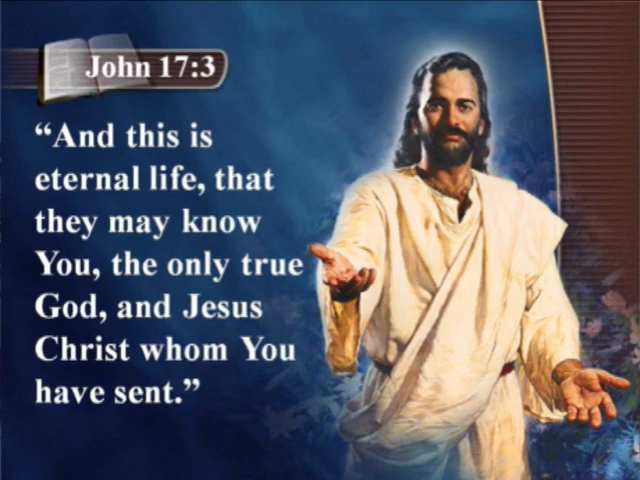 John 17:3
“And this is
eternal life, that
they may know
You, the only true
God, and Jesus
Christ whom You
have sent.”